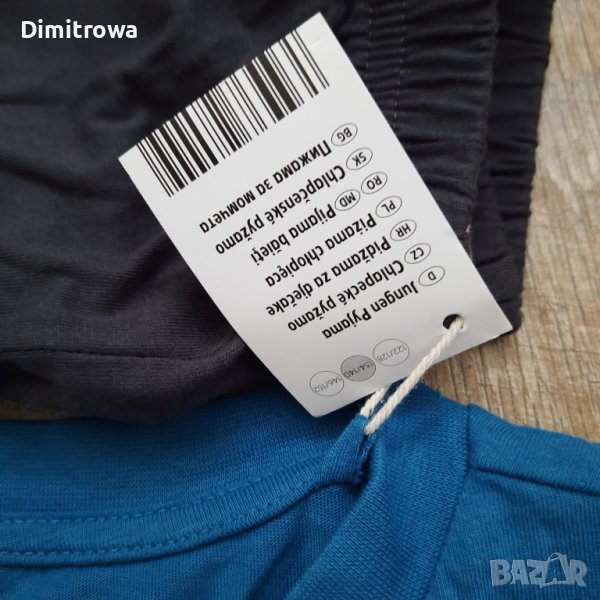 Dimitrowa
D
Jungen Pyjama
CZ
Chlapecké pyžamo
HR
Pidžama za dječake
PL
Piżama chłopięca
RO MD
Pijama băieți
SK
Chlapčenské pyžamo
BG
Пижама за момчета
122/128 134/140 146/152
BAZAR